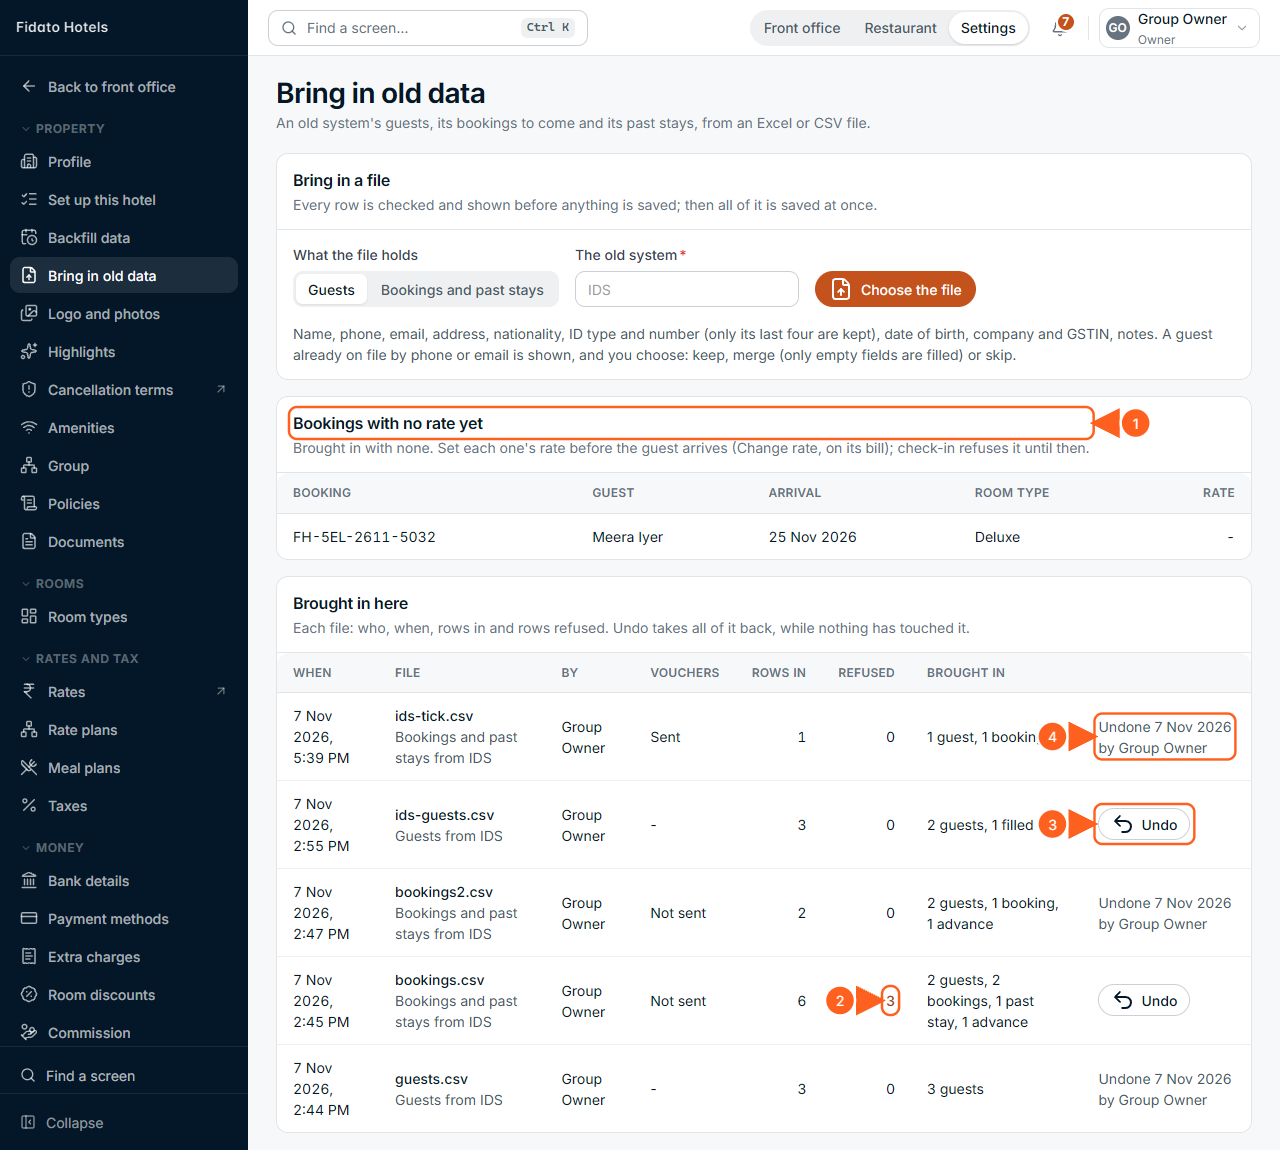 Fidato Hotels
Find a screen...
Ctrl K
Front office
Restaurant
Settings
7
GO
Group Owner
Owner
Back to front office
PROPERTY
Profile
Set up this hotel
Backfill data
Bring in old data
Logo and photos
Highlights
Cancellation terms
Amenities
Group
Policies
Documents
ROOMS
Room types
RATES AND TAX
Rates
Rate plans
Meal plans
Taxes
MONEY
Bank details
Payment methods
Extra charges
Room discounts
Commission
Find a screen
Collapse
Bring in old data
An old system's guests, its bookings to come and its past stays, from an Excel or CSV file.
Bring in a file
Every row is checked and shown before anything is saved; then all of it is saved at once.
What the file holds
The old system*
Guests
Bookings and past stays
IDS
Choose the file
Name, phone, email, address, nationality, ID type and number (only its last four are kept), date of birth, company and GSTIN, notes. A guest
already on file by phone or email is shown, and you choose: keep, merge (only empty fields are filled) or skip.
Bookings with no rate yet
1
Brought in with none. Set each one's rate before the guest arrives (Change rate, on its bill); check-in refuses it until then.
BOOKING GUEST ARRIVAL ROOM TYPE RATE
FH-5EL-2611-5032 Meera Iyer 25 Nov 2026 Deluxe -
Brought in here
Each file: who, when, rows in and rows refused. Undo takes all of it back, while nothing has touched it.
WHEN FILE BY VOUCHERS ROWS IN REFUSED BROUGHT IN
7 Nov
2026,
5:39 PM
ids-tick.csv
Bookings and past
stays from IDS
Group
Owner
Sent
1
0
1 guest, 1 bookin
4
Undone 7 Nov 2026
by Group Owner
7 Nov
2026,
2:55 PM
ids-guests.csv
Guests from IDS
Group
Owner
-
3
0
2 guests, 1 filled
3
Undo
7 Nov
2026,
2:47 PM
bookings2.csv
Bookings and past
stays from IDS
Group
Owner
Not sent
2
0
2 guests, 1 booking,
1 advance
Undone 7 Nov 2026
by Group Owner
7 Nov
2026,
2:45 PM
bookings.csv
Bookings and past
stays from IDS
Group
Owner
Not sent
6
2
3
2 guests, 2
bookings, 1 past
stay, 1 advance
Undo
7 Nov
2026,
2:44 PM
guests.csv
Guests from IDS
Group
Owner
-
3
0
3 guests
Undone 7 Nov 2026
by Group Owner